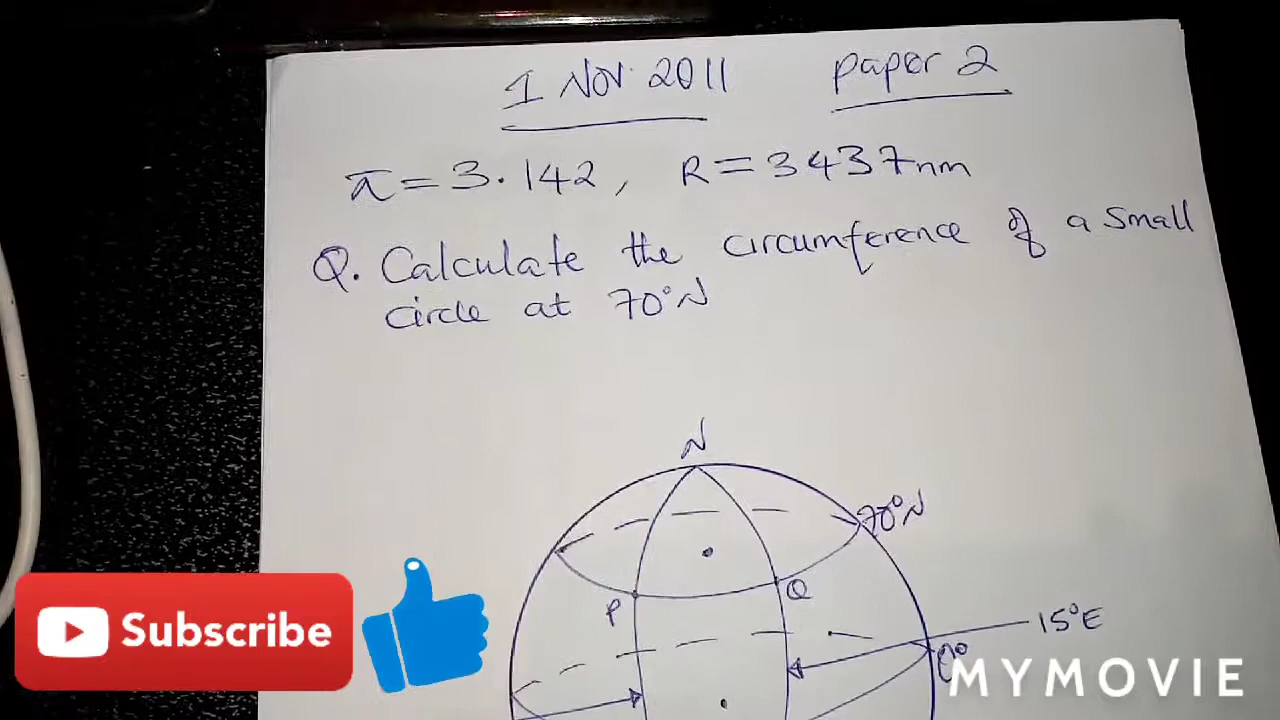 1 Nov. 2011 paper 2
π = 3.142, R = 3437nm
Q. Calculate the circumference of a small
circle at 70°N
N
70°N
P
Q
15°E
0°
Subscribe
MYMOVIE